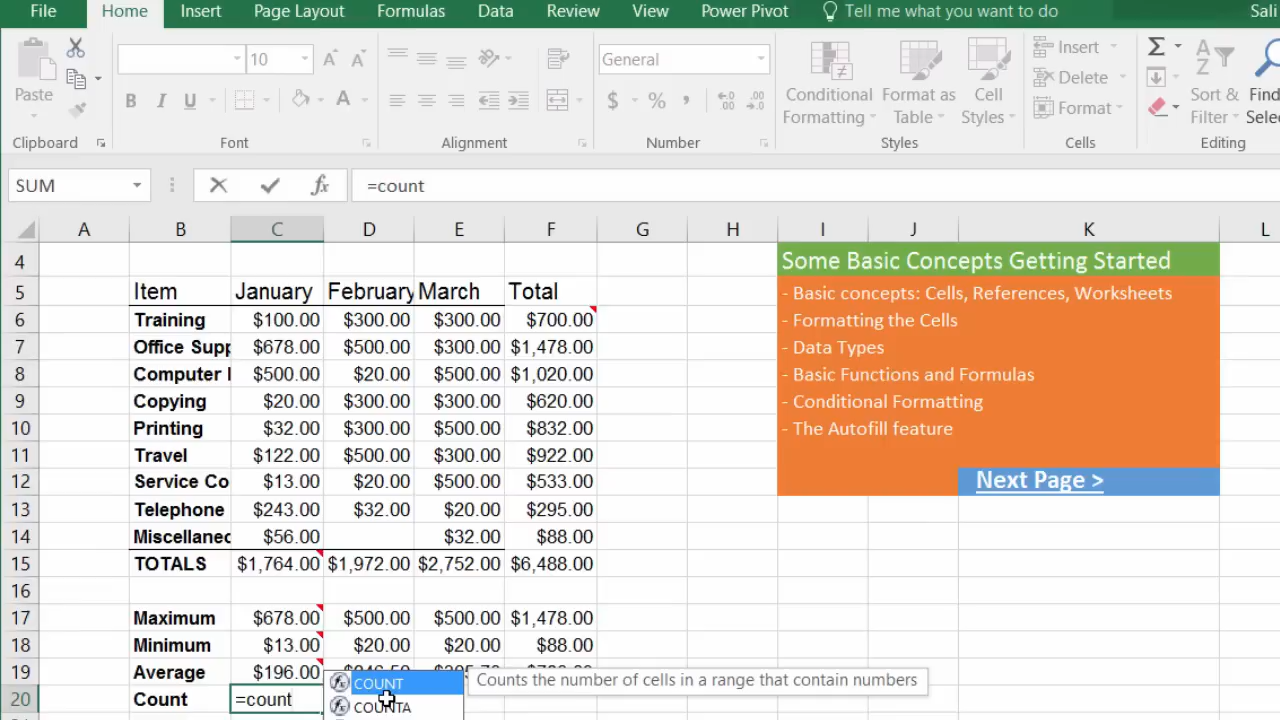 File Home Insert Page Layout Formulas Data Review View Power Pivot Tell me what you want to do Sali
Paste 10 General Conditional Formatting Format as Table Cell Styles Insert Delete Format Sort & Filter Find Selec
B I U A $ % , Σ
Clipboard Font Alignment Number Styles Cells Editing
SUM =count
A B C D E F G H I J K L
4 Some Basic Concepts Getting Started
5 Item January February March Total - Basic concepts: Cells, References, Worksheets
6 Training $100.00 $300.00 $300.00 $700.00 - Formatting the Cells
7 Office Supp $678.00 $500.00 $300.00 $1,478.00 - Data Types
8 Computer $500.00 $20.00 $500.00 $1,020.00 - Basic Functions and Formulas
9 Copying $20.00 $300.00 $300.00 $620.00 - Conditional Formatting
10 Printing $32.00 $300.00 $500.00 $832.00 - The Autofill feature
11 Travel $122.00 $500.00 $300.00 $922.00
12 Service Co $13.00 $20.00 $500.00 $533.00 Next Page >
13 Telephone $243.00 $32.00 $20.00 $295.00
14 Miscellaneo $56.00 $32.00 $88.00
15 TOTALS $1,764.00 $1,972.00 $2,752.00 $6,488.00
16
17 Maximum $678.00 $500.00 $500.00 $1,478.00
18 Minimum $13.00 $20.00 $20.00 $88.00
19 Average $196.00
COUNT Counts the number of cells in a range that contain numbers
20 Count =count COUNTA